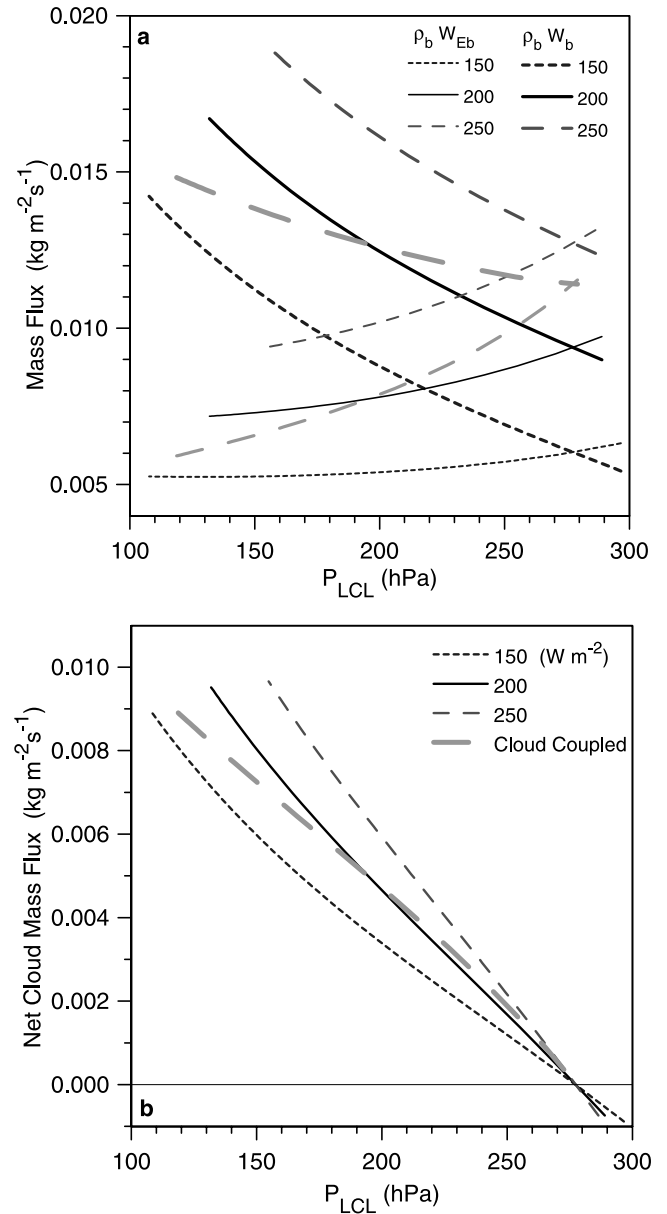 a
ρb WEb ρb Wb
150 150
200 200
250 250
0.020
0.015
0.010
0.005
Mass Flux (kg m-2s-1)
100 150 200 250 300
PLCL (hPa)
150 (W m-2)
200
250
Cloud Coupled
0.010
0.008
0.006
0.004
0.002
0.000
Net Cloud Mass Flux (kg m-2s-1)
b
100 150 200 250 300
PLCL (hPa)